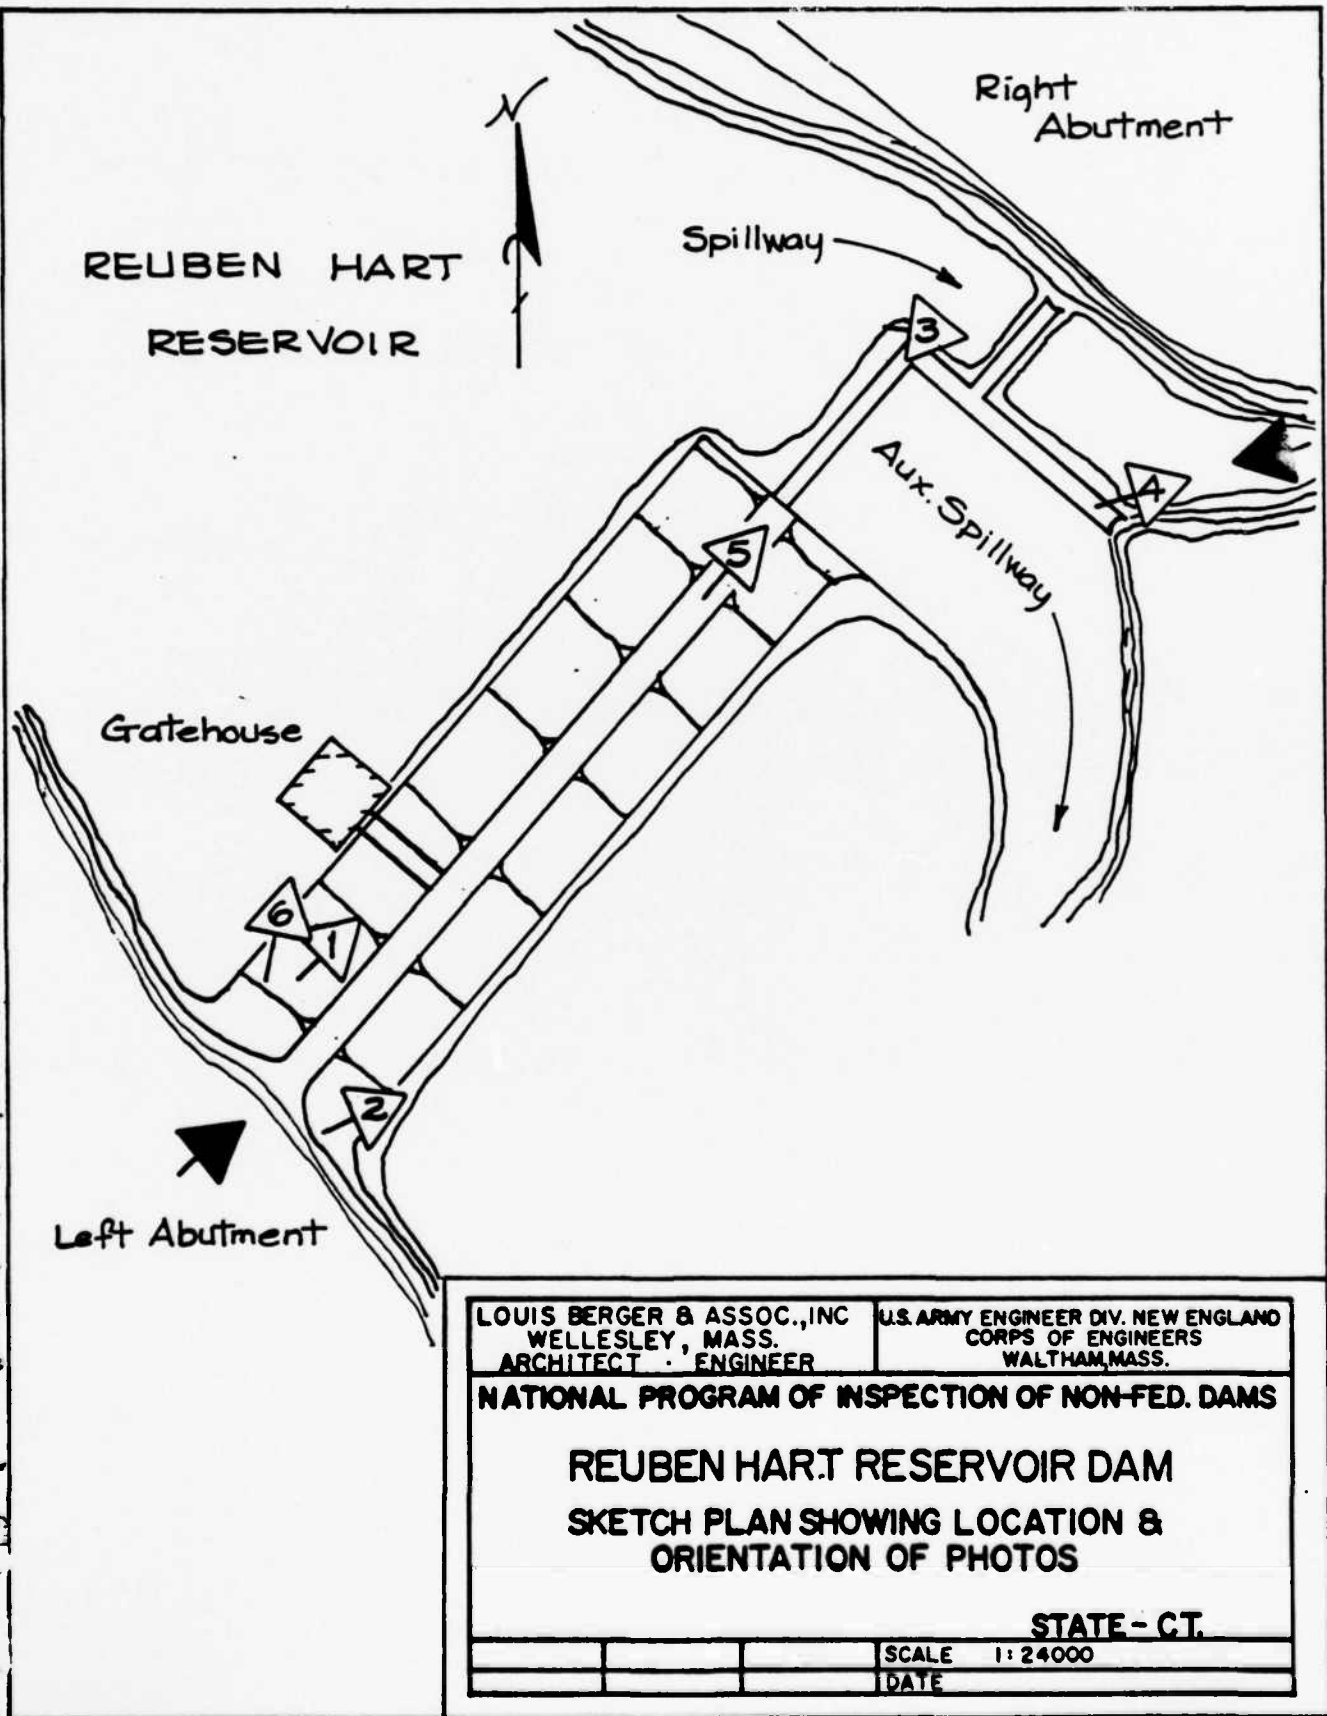 N
Right
Abutment
Spillway
REUBEN HART
RESERVOIR
3
Aux. Spillway
4
5
Gatehouse
6
1
2
Left Abutment
LOUIS BERGER & ASSOC.,INC
WELLESLEY, MASS.
ARCHITECT · ENGINEER
U.S. ARMY ENGINEER DIV. NEW ENGLAND
CORPS OF ENGINEERS
WALTHAM,MASS.
NATIONAL PROGRAM OF INSPECTION OF NON-FED. DAMS
REUBEN HART RESERVOIR DAM
SKETCH PLAN SHOWING LOCATION &
ORIENTATION OF PHOTOS
STATE - CT.
SCALE 1:24000
DATE